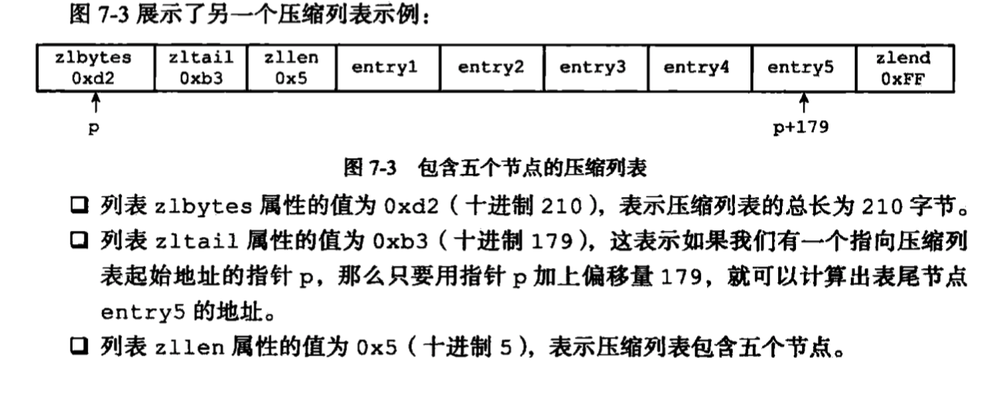 图 7-3 展示了另一个压缩列表示例：
zlbytes zltail zllen entry1 entry2 entry3 entry4 entry5 zlend
0xd2 0xb3 0x5 0xFF
p p+179
图 7-3 包含五个节点的压缩列表
❏ 列表 zlbytes 属性的值为 0xd2（十进制 210），表示压缩列表的总长为 210 字节。
❏ 列表 zltail 属性的值为 0xb3（十进制 179），这表示如果我们有一个指向压缩列
表起始地址的指针 p，那么只要用指针 p 加上偏移量 179，就可以计算出表尾节点
entry5 的地址。
❏ 列表 zllen 属性的值为 0x5（十进制 5），表示压缩列表包含五个节点。